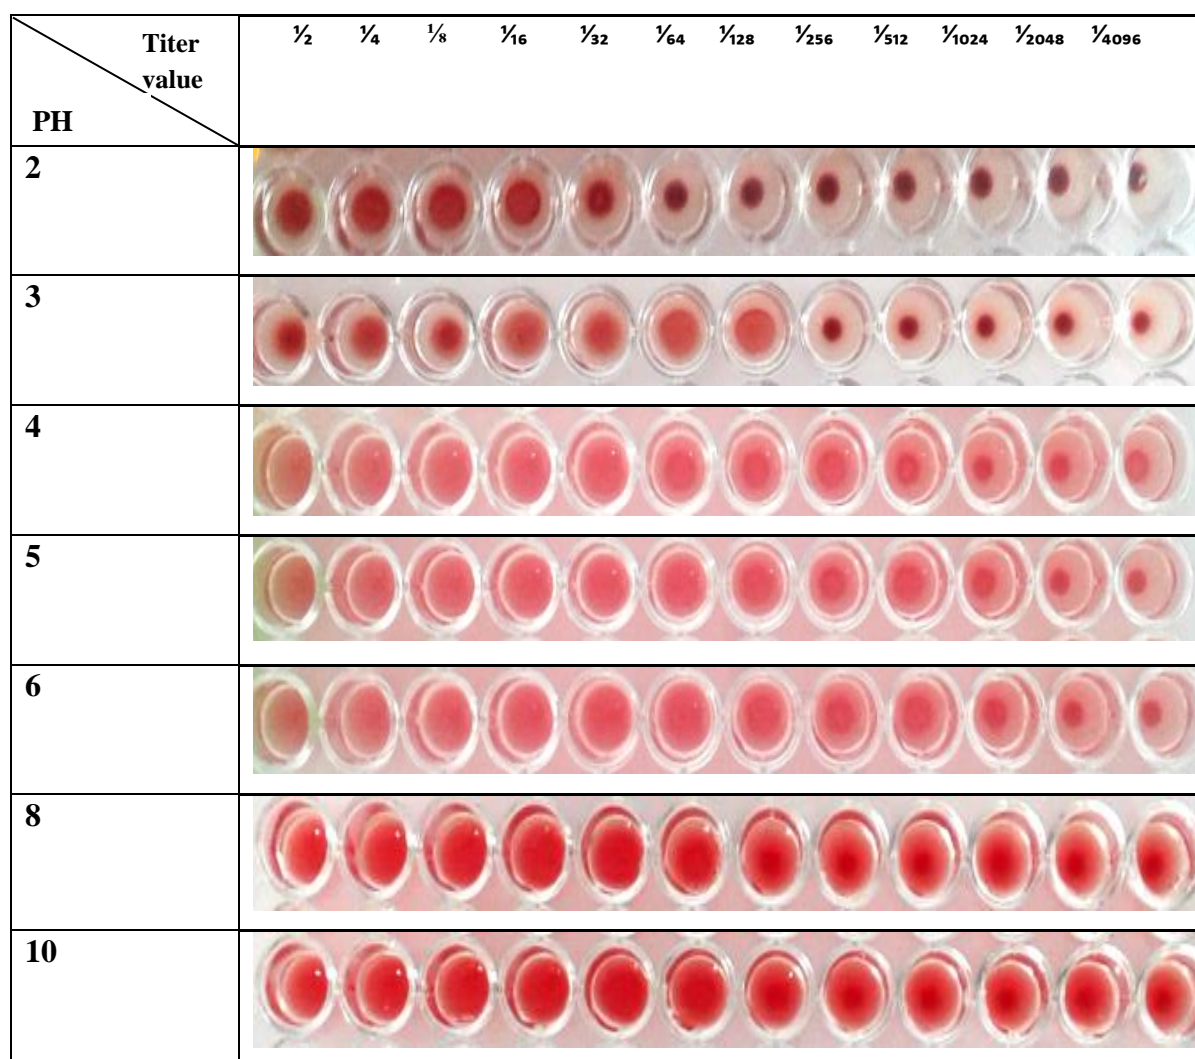 Titer
value
PH
½ ¼ ⅛ ⅟₁₆ ⅟₃₂ ⅟₆₄ ⅟₁₂₈ ⅟₂₅₆ ⅟₅₁₂ ⅟₁₀₂₄ ⅟₂₀₄₈ ⅟₄₀₉₆
2
3
4
5
6
8
10